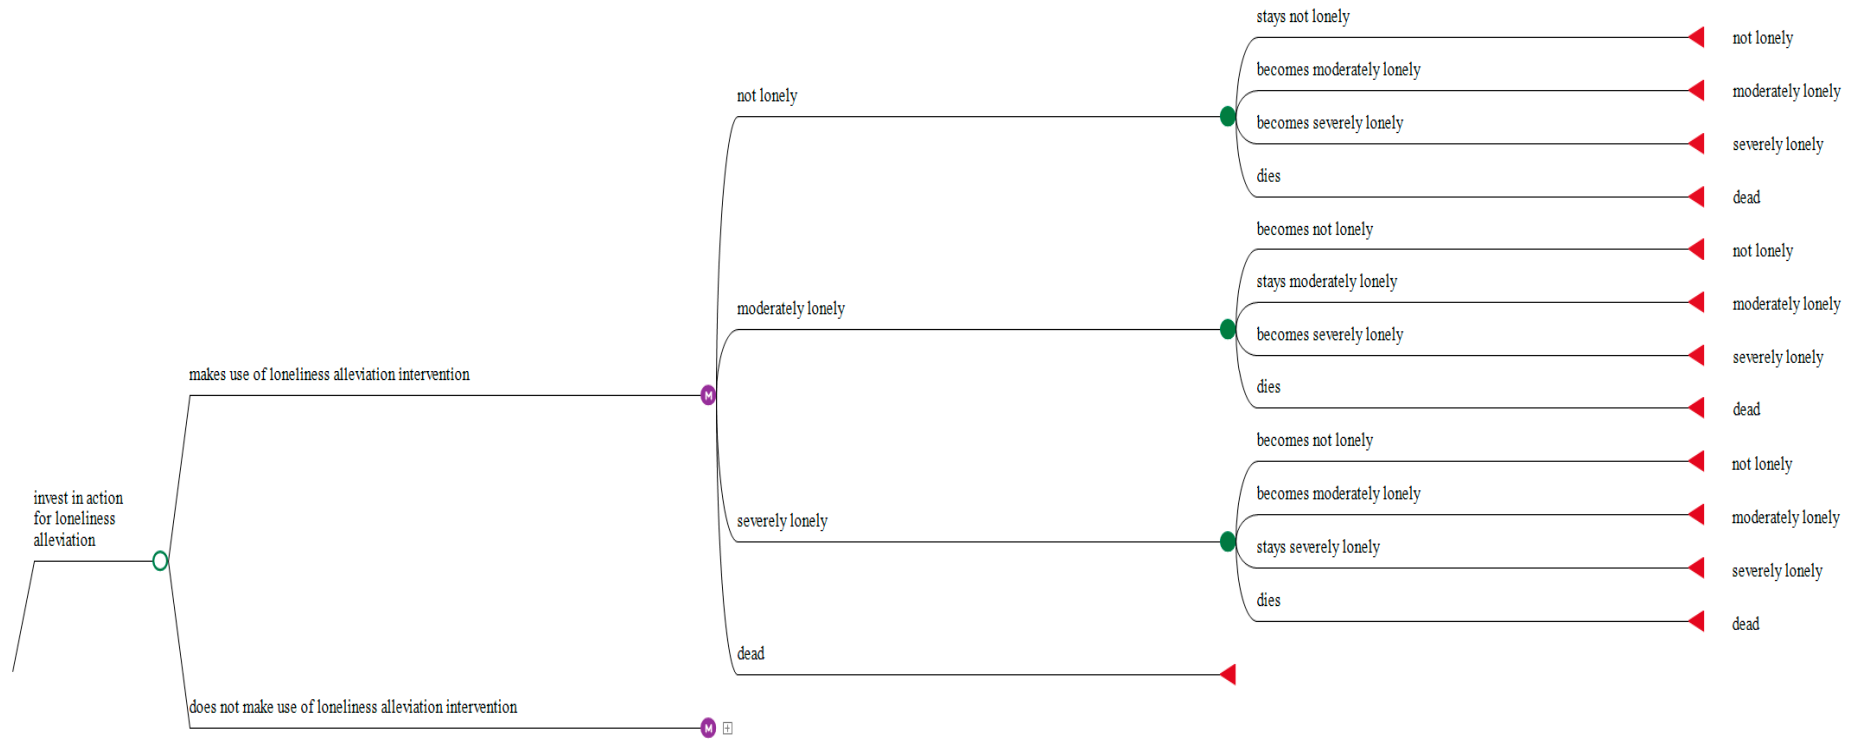 stays not lonely
not lonely
becomes moderately lonely
moderately lonely
not lonely
becomes severely lonely
severely lonely
dies
dead
becomes not lonely
not lonely
stays moderately lonely
moderately lonely
moderately lonely
becomes severely lonely
severely lonely
makes use of loneliness alleviation intervention
dies
dead
M
becomes not lonely
not lonely
invest in action
for loneliness
alleviation
becomes moderately lonely
moderately lonely
severely lonely
stays severely lonely
severely lonely
dies
dead
dead
does not make use of loneliness alleviation intervention
M